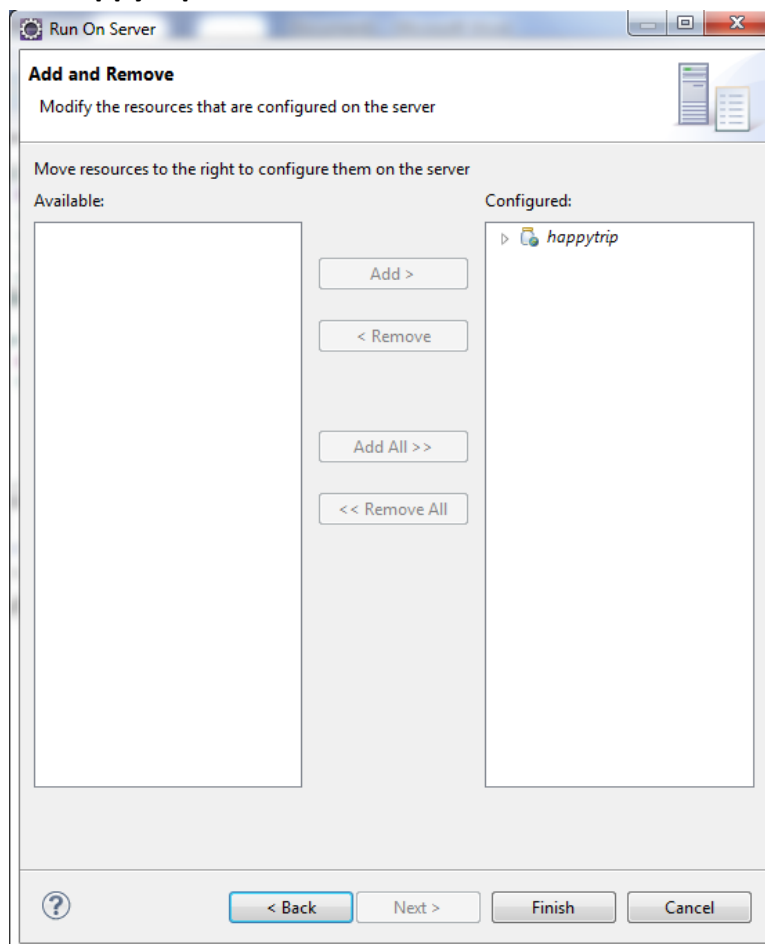 Run On Server
Add and Remove
Modify the resources that are configured on the server
Move resources to the right to configure them on the server
Available:
Configured:
happytrip
Add >
< Remove
Add All >>
<< Remove All
< Back
Next >
Finish
Cancel